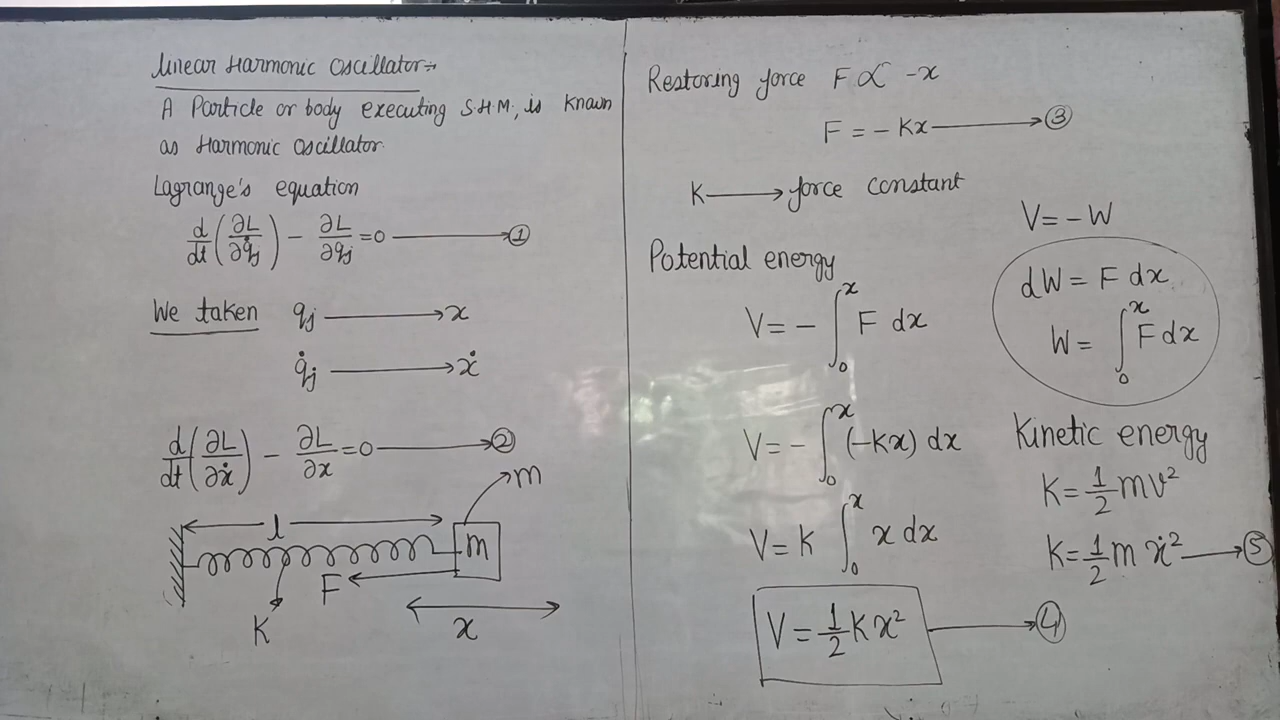 Linear Harmonic Oscillator:-
A Particle or body executing S.H.M., is known
as Harmonic oscillator.
Lagrange's equation
d/dt (∂L/∂q̇j) - ∂L/∂qj = 0 ⟶ ①
We taken qj ⟶ x
q̇j ⟶ ẋ
d/dt (∂L/∂ẋ) - ∂L/∂x = 0 ⟶ ②
m
l
m
F
K
x
Restoring force F ∝ -x
F = - Kx ⟶ ③
K ⟶ force constant
Potential energy
V = - ∫₀ˣ F dx
V = - ∫₀ˣ (-Kx) dx
V = K ∫₀ˣ x dx
V = 1/2 K x² ⟶ ④
V = - W
dW = F dx
W = ∫₀ˣ F dx
Kinetic energy
K = 1/2 m v²
K = 1/2 m ẋ² ⟶ ⑤